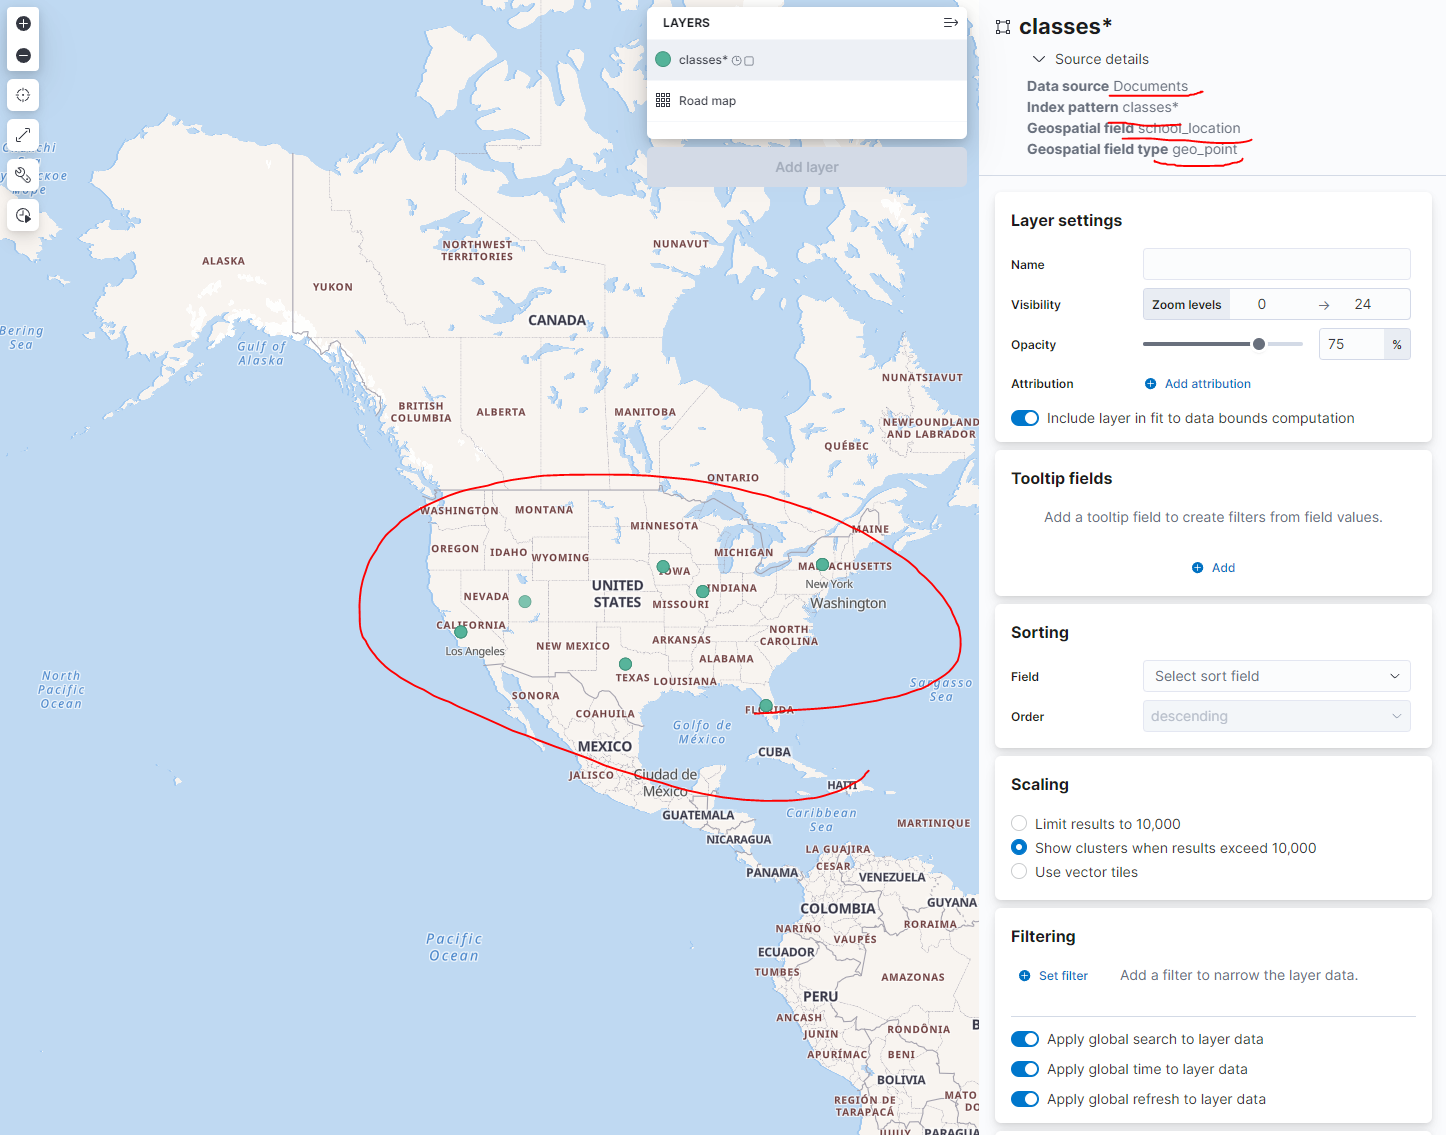 LAYERS
classes*
Road map
Add layer
Gulf of
Alaska
Bering
Sea
ALASKA
YUKON
NORTHWEST
TERRITORIES
NUNAVUT
CANADA
BRITISH
COLUMBIA
ALBERTA
MANITOBA
NUNATSIAVUT
NEWFOUNDLAND
AND LABRADOR
QUÉBEC
ONTARIO
WASHINGTON
MONTANA
MINNESOTA
MAINE
OREGON
IDAHO
WYOMING
MICHIGAN
IOWA
MASSACHUSETTS
New York
UNITED
STATES
INDIANA
NEVADA
MISSOURI
Washington
CALIFORNIA
Los Angeles
NEW MEXICO
ARKANSAS
NORTH
CAROLINA
ALABAMA
TEXAS
LOUISIANA
North
Pacific
Ocean
Sargasso
Sea
SONORA
COAHUILA
FLORIDA
Golfo de
México
MEXICO
CUBA
JALISCO
Ciudad de
México
HAITI
GUATEMALA
Caribbean
Sea
MARTINIQUE
NICARAGUA
LA GUAJIRA
CESAR
PANAMA
VENEZUELA
COLOMBIA
GUYANA
NARIÑO
VAUPÉS
RORAIMA
Pacific
Ocean
ECUADOR
TUMBES
AMAZONAS
PERU
ANCASH
JUNIN
RONDÔNIA
B
APURÍMAC
BENI
BOLIVIA
MATO
DO
REGIÓN DE
TARAPACÁ
JUJUY
PARAGUA
classes*
Source details
Data source Documents
Index pattern classes*
Geospatial field school_location
Geospatial field type geo_point
Layer settings
Name
Visibility Zoom levels 0 → 24
Opacity 75 %
Attribution Add attribution
Include layer in fit to data bounds computation
Tooltip fields
Add a tooltip field to create filters from field values.
Add
Sorting
Field Select sort field
Order descending
Scaling
Limit results to 10,000
Show clusters when results exceed 10,000
Use vector tiles
Filtering
Set filter Add a filter to narrow the layer data.
Apply global search to layer data
Apply global time to layer data
Apply global refresh to layer data